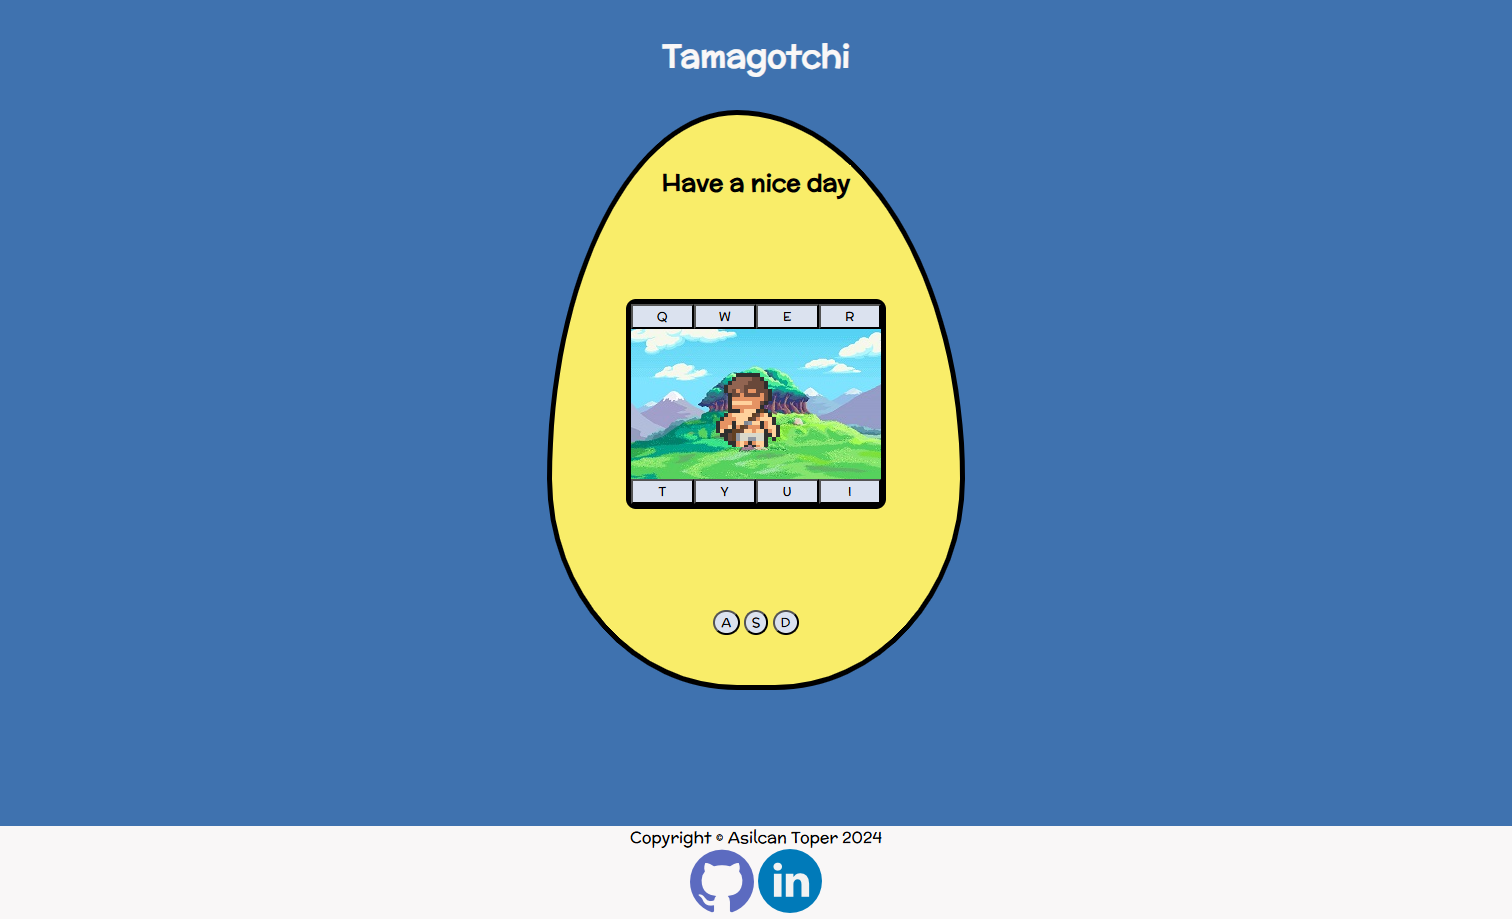 Tamagotchi
Have a nice day
Q W E R
T Y U I
A S D
Copyright © Asilcan Toper 2024
in